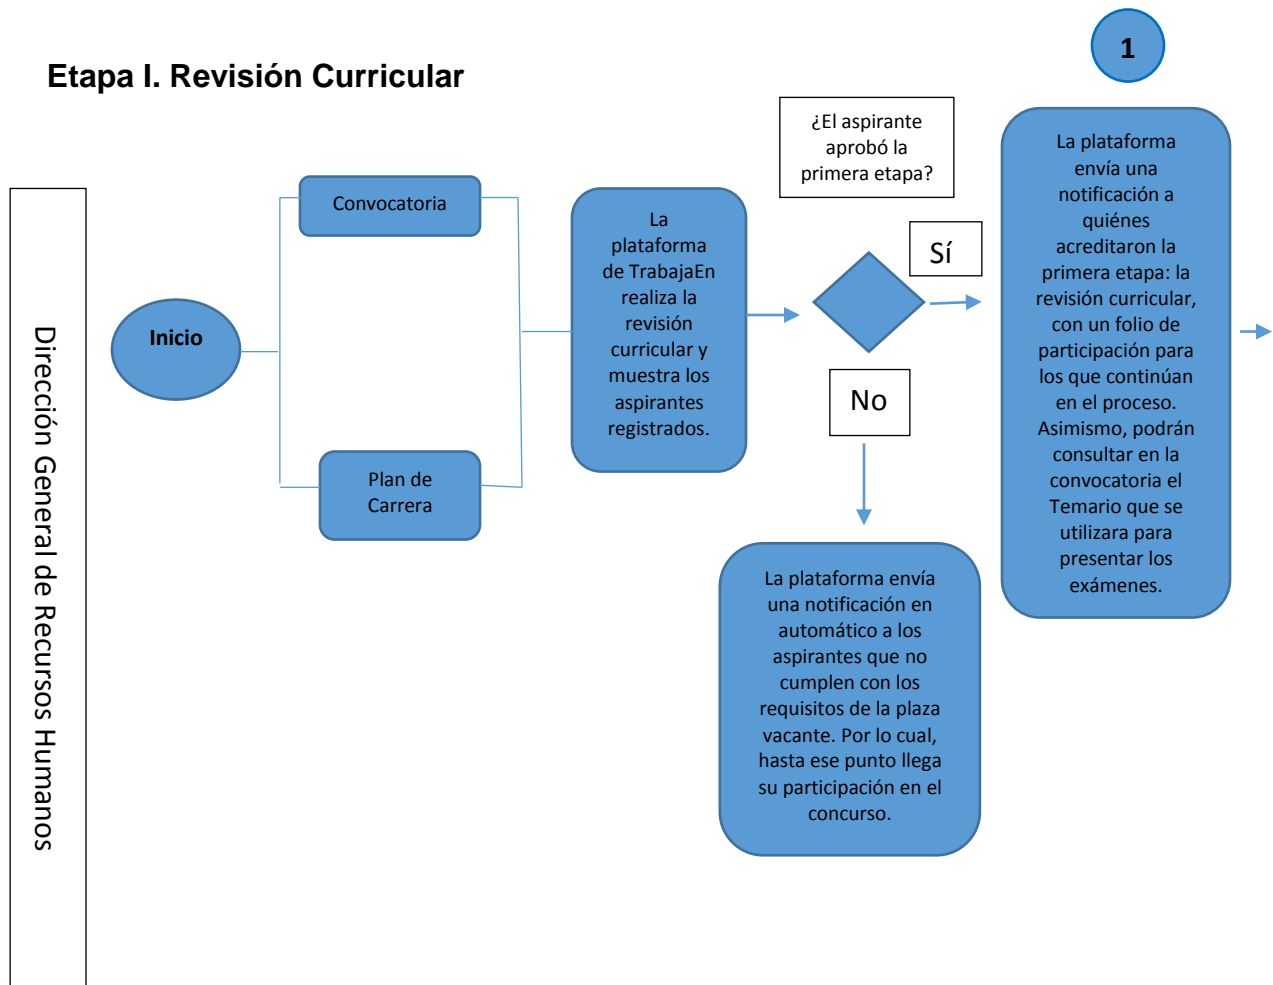 1
Etapa I. Revisión Curricular
¿El aspirante
aprobó la
primera etapa?
Dirección General de Recursos Humanos
Inicio
Convocatoria
Plan de
Carrera
La
plataforma
de TrabajaEn
realiza la
revisión
curricular y
muestra los
aspirantes
registrados.
Sí
No
La plataforma
envía una
notificación a
quiénes
acreditaron la
primera etapa: la
revisión curricular,
con un folio de
participación para
los que continúan
en el proceso.
Asimismo, podrán
consultar en la
convocatoria el
Temario que se
utilizara para
presentar los
exámenes.
La plataforma envía
una notificación en
automático a los
aspirantes que no
cumplen con los
requisitos de la plaza
vacante. Por lo cual,
hasta ese punto llega
su participación en el
concurso.